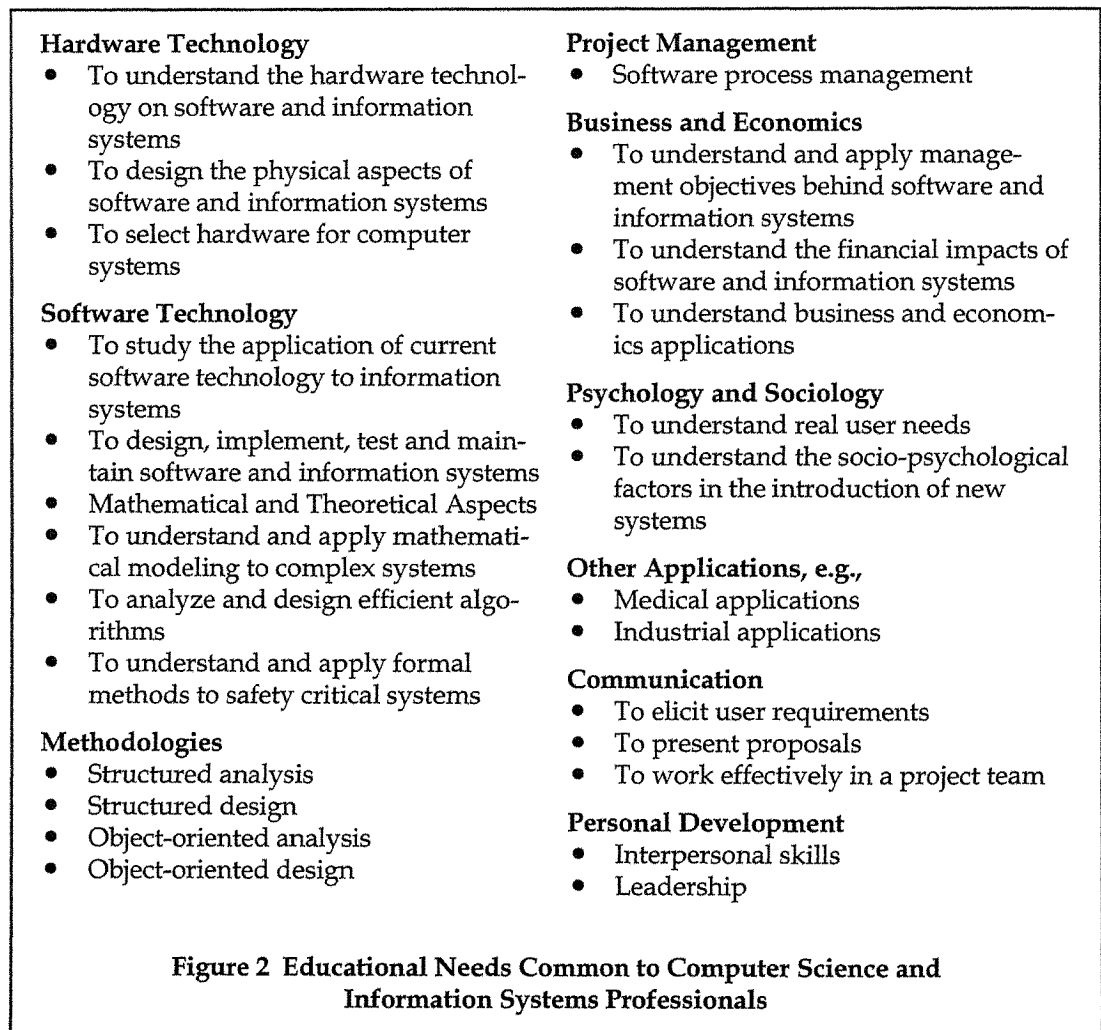 Hardware Technology
• To understand the hardware technol-
ogy on software and information
systems
• To design the physical aspects of
software and information systems
• To select hardware for computer
systems
Software Technology
• To study the application of current
software technology to information
systems
• To design, implement, test and main-
tain software and information systems
• Mathematical and Theoretical Aspects
• To understand and apply mathemati-
cal modeling to complex systems
• To analyze and design efficient algo-
rithms
• To understand and apply formal
methods to safety critical systems
Methodologies
• Structured analysis
• Structured design
• Object-oriented analysis
• Object-oriented design
Project Management
• Software process management
Business and Economics
• To understand and apply manage-
ment objectives behind software and
information systems
• To understand the financial impacts of
software and information systems
• To understand business and econom-
ics applications
Psychology and Sociology
• To understand real user needs
• To understand the socio-psychological
factors in the introduction of new
systems
Other Applications, e.g.,
• Medical applications
• Industrial applications
Communication
• To elicit user requirements
• To present proposals
• To work effectively in a project team
Personal Development
• Interpersonal skills
• Leadership
Figure 2 Educational Needs Common to Computer Science and
Information Systems Professionals